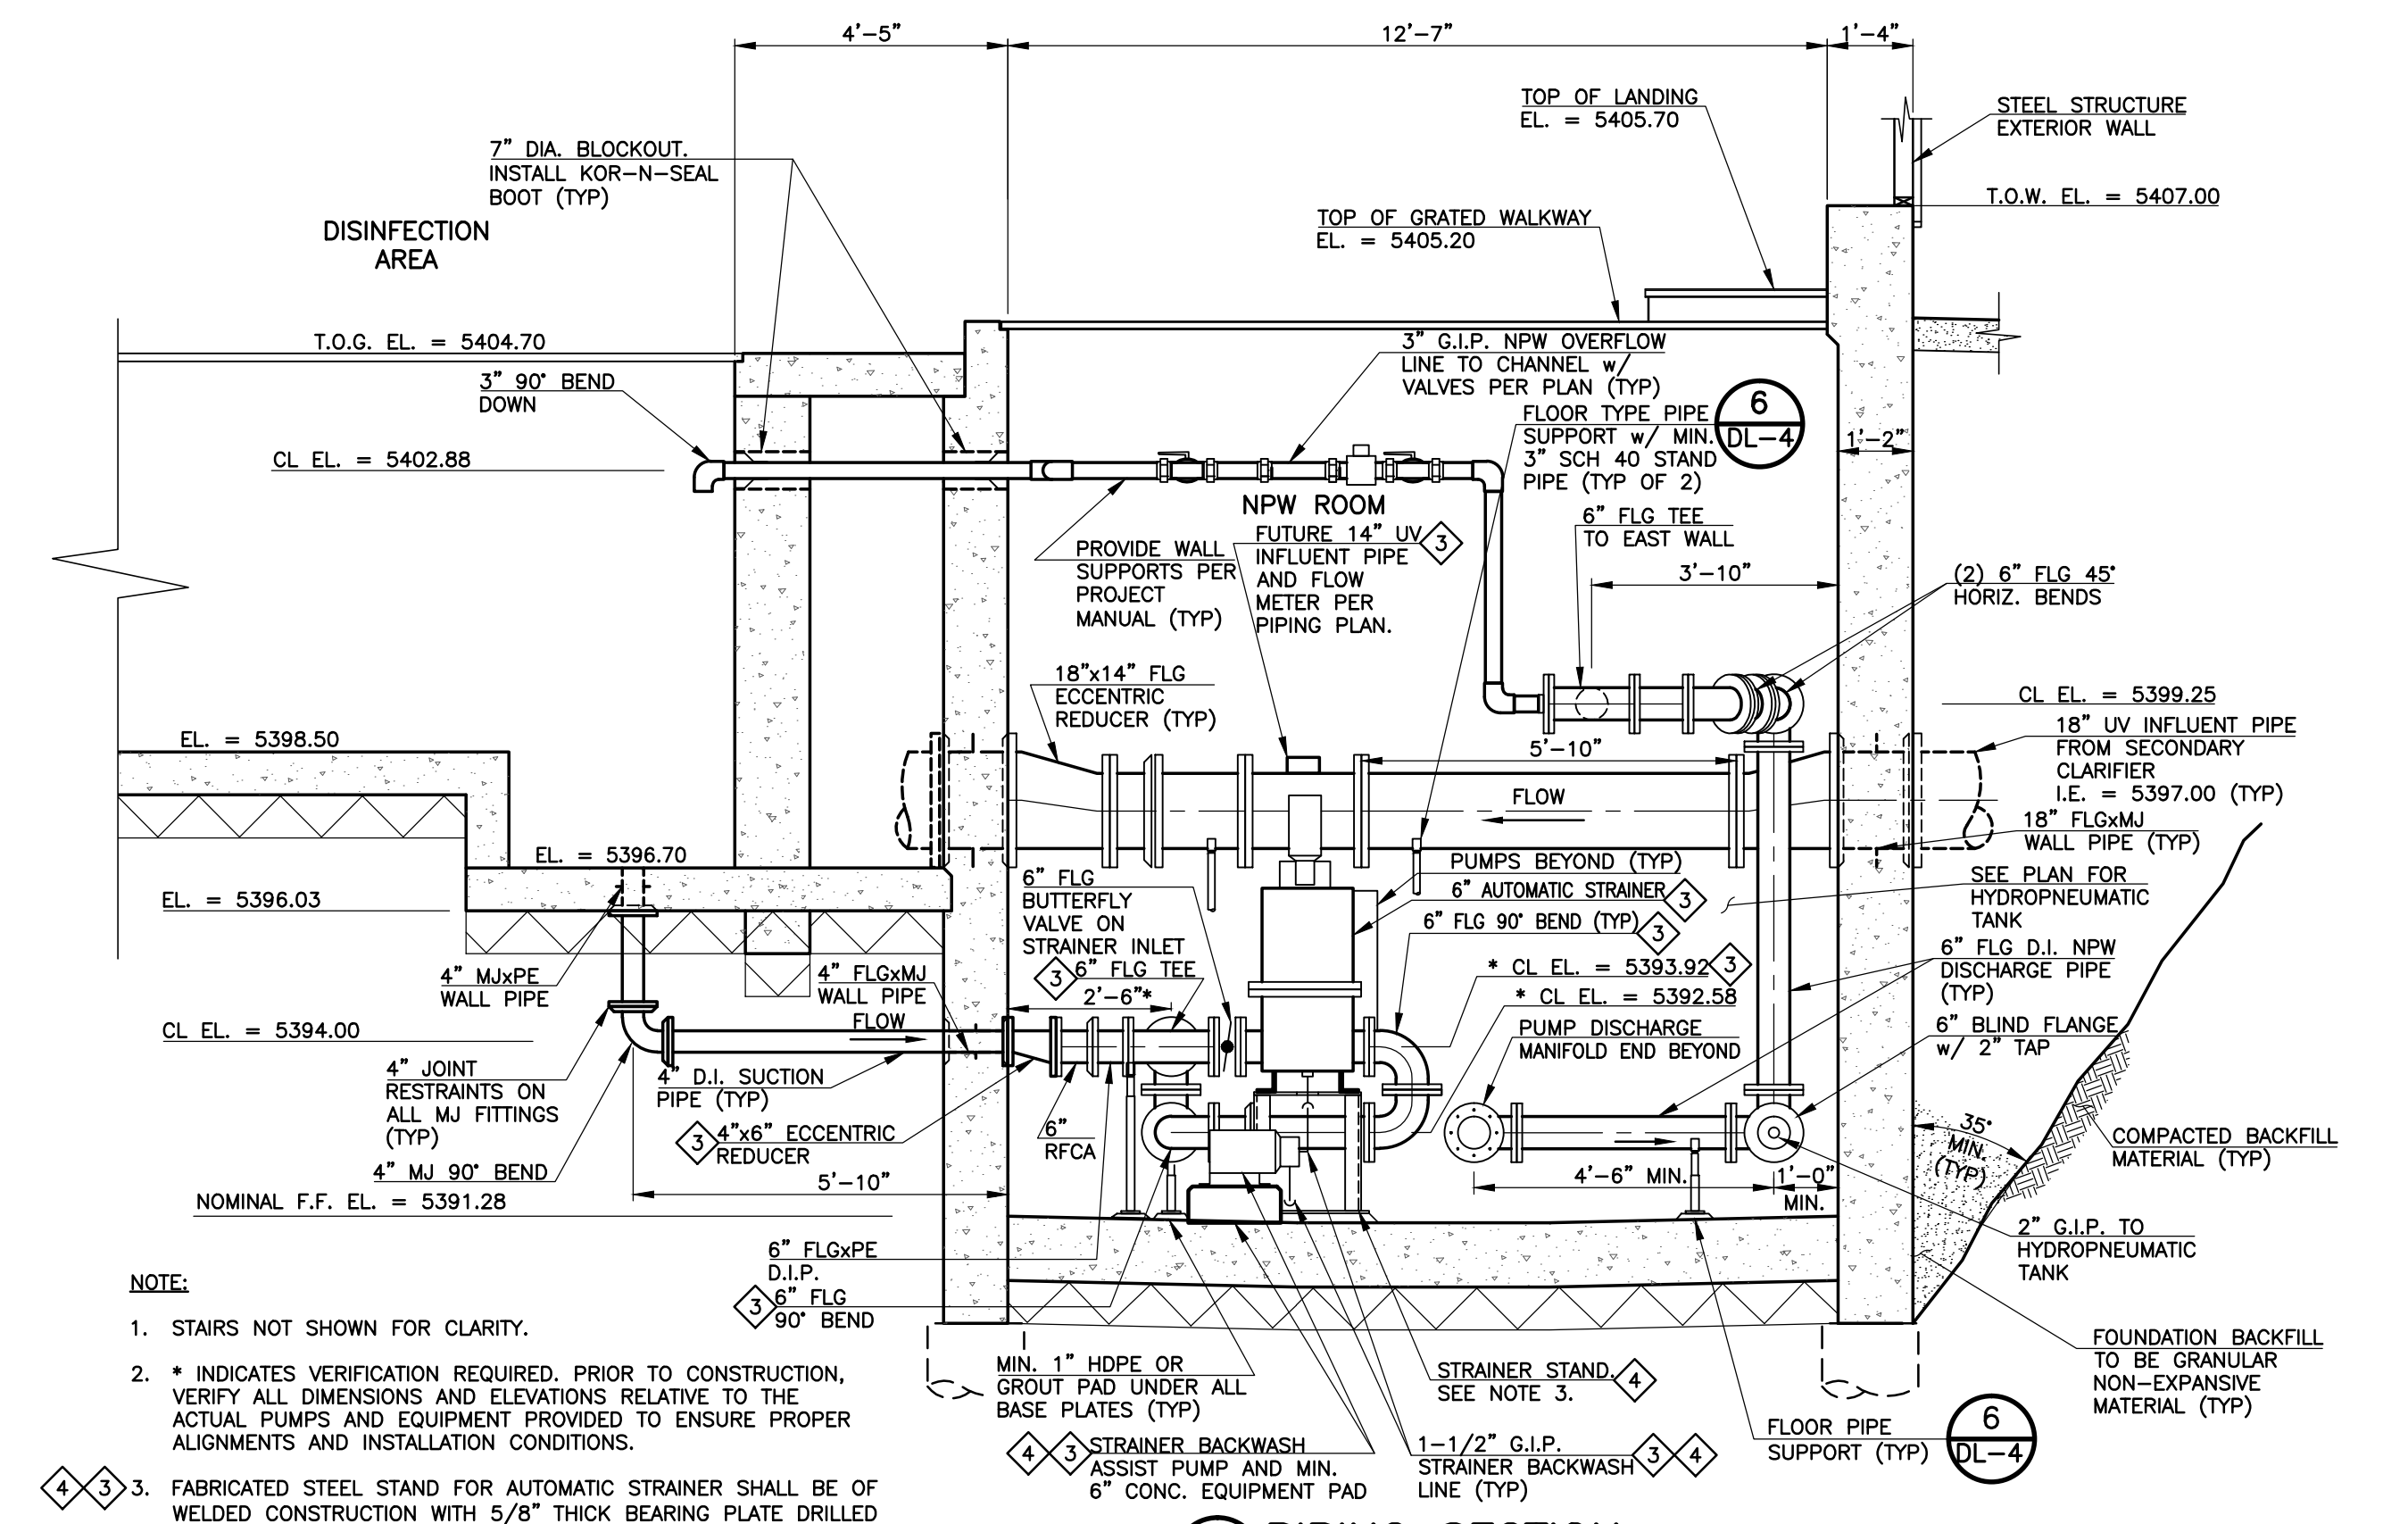 4'-5"
12'-7"
1'-4"
TOP OF LANDING
EL. = 5405.70
STEEL STRUCTURE
EXTERIOR WALL
7" DIA. BLOCKOUT.
INSTALL KOR-N-SEAL
BOOT (TYP)
T.O.W. EL. = 5407.00
TOP OF GRATED WALKWAY
EL. = 5405.20
DISINFECTION
AREA
T.O.G. EL. = 5404.70
3" G.I.P. NPW OVERFLOW
LINE TO CHANNEL w/
VALVES PER PLAN (TYP)
3" 90° BEND
DOWN
FLOOR TYPE PIPE
SUPPORT w/ MIN.
3" SCH 40 STAND
PIPE (TYP OF 2)
6
DL-4
1'-2"
CL EL. = 5402.88
NPW ROOM
6" FLG TEE
TO EAST WALL
PROVIDE WALL
SUPPORTS PER
PROJECT
MANUAL (TYP)
FUTURE 14" UV
INFLUENT PIPE
AND FLOW
METER PER
PIPING PLAN.
3
3'-10"
(2) 6" FLG 45°
HORIZ. BENDS
18"x14" FLG
ECCENTRIC
REDUCER (TYP)
CL EL. = 5399.25
18" UV INFLUENT PIPE
FROM SECONDARY
CLARIFIER
I.E. = 5397.00 (TYP)
EL. = 5398.50
5'-10"
FLOW
18" FLGxMJ
WALL PIPE (TYP)
EL. = 5396.70
PUMPS BEYOND (TYP)
6" FLG
BUTTERFLY
VALVE ON
STRAINER INLET
6" AUTOMATIC STRAINER
3
SEE PLAN FOR
HYDROPNEUMATIC
TANK
EL. = 5396.03
6" FLG 90° BEND (TYP)
3
6" FLG D.I. NPW
DISCHARGE PIPE
(TYP)
4" MJxPE
WALL PIPE
4" FLGxMJ
WALL PIPE
3
6" FLG TEE
* CL EL. = 5393.92
3
2'-6"*
* CL EL. = 5392.58
CL EL. = 5394.00
FLOW
PUMP DISCHARGE
MANIFOLD END BEYOND
6" BLIND FLANGE
w/ 2" TAP
4" JOINT
RESTRAINTS ON
ALL MJ FITTINGS
(TYP)
4" D.I. SUCTION
PIPE (TYP)
3
4"x6" ECCENTRIC
REDUCER
6"
RFCA
35°
MIN.
(TYP)
COMPACTED BACKFILL
MATERIAL (TYP)
4" MJ 90° BEND
5'-10"
4'-6" MIN.
1'-0"
MIN.
NOMINAL F.F. EL. = 5391.28
2" G.I.P. TO
HYDROPNEUMATIC
TANK
6" FLGxPE
D.I.P.
3
6" FLG
90° BEND
FOUNDATION BACKFILL
TO BE GRANULAR
NON-EXPANSIVE
MATERIAL (TYP)
MIN. 1" HDPE OR
GROUT PAD UNDER ALL
BASE PLATES (TYP)
STRAINER STAND.
SEE NOTE 3.
4
FLOOR PIPE
SUPPORT (TYP)
6
DL-4
4
3
STRAINER BACKWASH
ASSIST PUMP AND MIN.
6" CONC. EQUIPMENT PAD
1-1/2" G.I.P.
STRAINER BACKWASH
LINE (TYP)
3
4
NOTE:
1. STAIRS NOT SHOWN FOR CLARITY.
2. * INDICATES VERIFICATION REQUIRED. PRIOR TO CONSTRUCTION,
VERIFY ALL DIMENSIONS AND ELEVATIONS RELATIVE TO THE
ACTUAL PUMPS AND EQUIPMENT PROVIDED TO ENSURE PROPER
ALIGNMENTS AND INSTALLATION CONDITIONS.
4
3
3. FABRICATED STEEL STAND FOR AUTOMATIC STRAINER SHALL BE OF
WELDED CONSTRUCTION WITH 5/8" THICK BEARING PLATE DRILLED